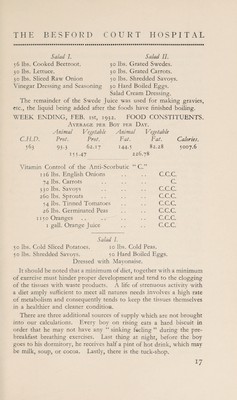 THE BESFORD COURT HOSPITAL
Salad I. Salad II.
56 lbs. Cooked Beetroot. 50 lbs. Grated Swedes.
30 lbs. Lettuce. 30 lbs. Grated Carrots.
30 lbs. Sliced Raw Onion 50 lbs. Shredded Savoys.
Vinegar Dressing and Seasoning 30 Hard Boiled Eggs.
Salad Cream Dressing.
The remainder of the Swede Juice was used for making gravies,
etc., the liquid being added after the foods have finished boiling.
WEEK ENDING, FEB. 1st, 1932. FOOD CONSTITUENTS.
Average per Boy per Day.
Animal Vegetable Animal Vegetable
C.H.D. Prot. Prot. Fat. Fat. Calories.
563 93.3 62.17 144.5 82.28 5007.6
155.47 226.78
Vitamin Control of the Anti-Scorbutic “ C.”
126 lbs. English Onions .. .. C.C.C.
74 lbs. Carrots .. .. .. C.
330 lbs. Savoys .. .. .. C.C.C.
260 lbs. Sprouts .. .. .. C.C.C.
54 lbs. Tinned Tomatoes .. .. C.C.C.
26 lbs. Germinated Peas .. .. C.C.C.
1110 Oranges .. .. .. .. C.C.C.
1 gall. Orange Juice .. .. C.C.C.
Salad I.
50 lbs. Cold Sliced Potatoes. 10 lbs. Cold Peas.
50 lbs. Shredded Savoys. 50 Hard Boiled Eggs.
Dressed with Mayonaise.
It should be noted that a minimum of diet, together with a minimum
of exercise must hinder proper development and tend to the clogging
of the tissues with waste products. A life of strenuous activity with
a diet amply sufficient to meet all natures needs involves a high rate
of metabolism and consequently tends to keep the tissues themselves
in a healthier and cleaner condition.
There are three additional sources of supply which are not brought
into our calculations. Every boy on rising eats a hard biscuit in
order that he may not have any “ sinking feeling ” during the pre-
breakfast breathing exercises. Last thing at night, before the boy
goes to his dormitory, he receives half a pint of hot drink, which may
be milk, soup, or cocoa. Lastly, there is the tuck-shop.
17